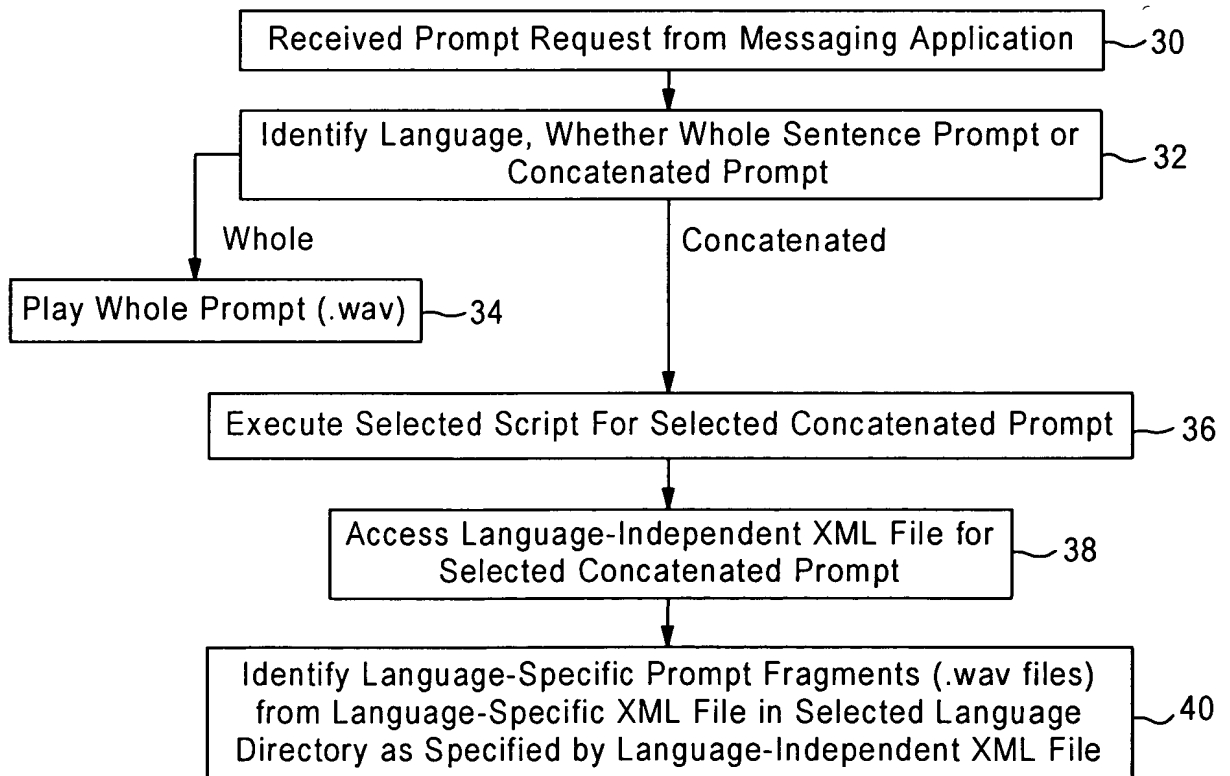 Received Prompt Request from Messaging Application
30
Identify Language, Whether Whole Sentence Prompt or
Concatenated Prompt
32
Whole
Concatenated
Play Whole Prompt (.wav)
34
Execute Selected Script For Selected Concatenated Prompt
36
Access Language-Independent XML File for
Selected Concatenated Prompt
38
Identify Language-Specific Prompt Fragments (.wav files)
from Language-Specific XML File in Selected Language
Directory as Specified by Language-Independent XML File
40